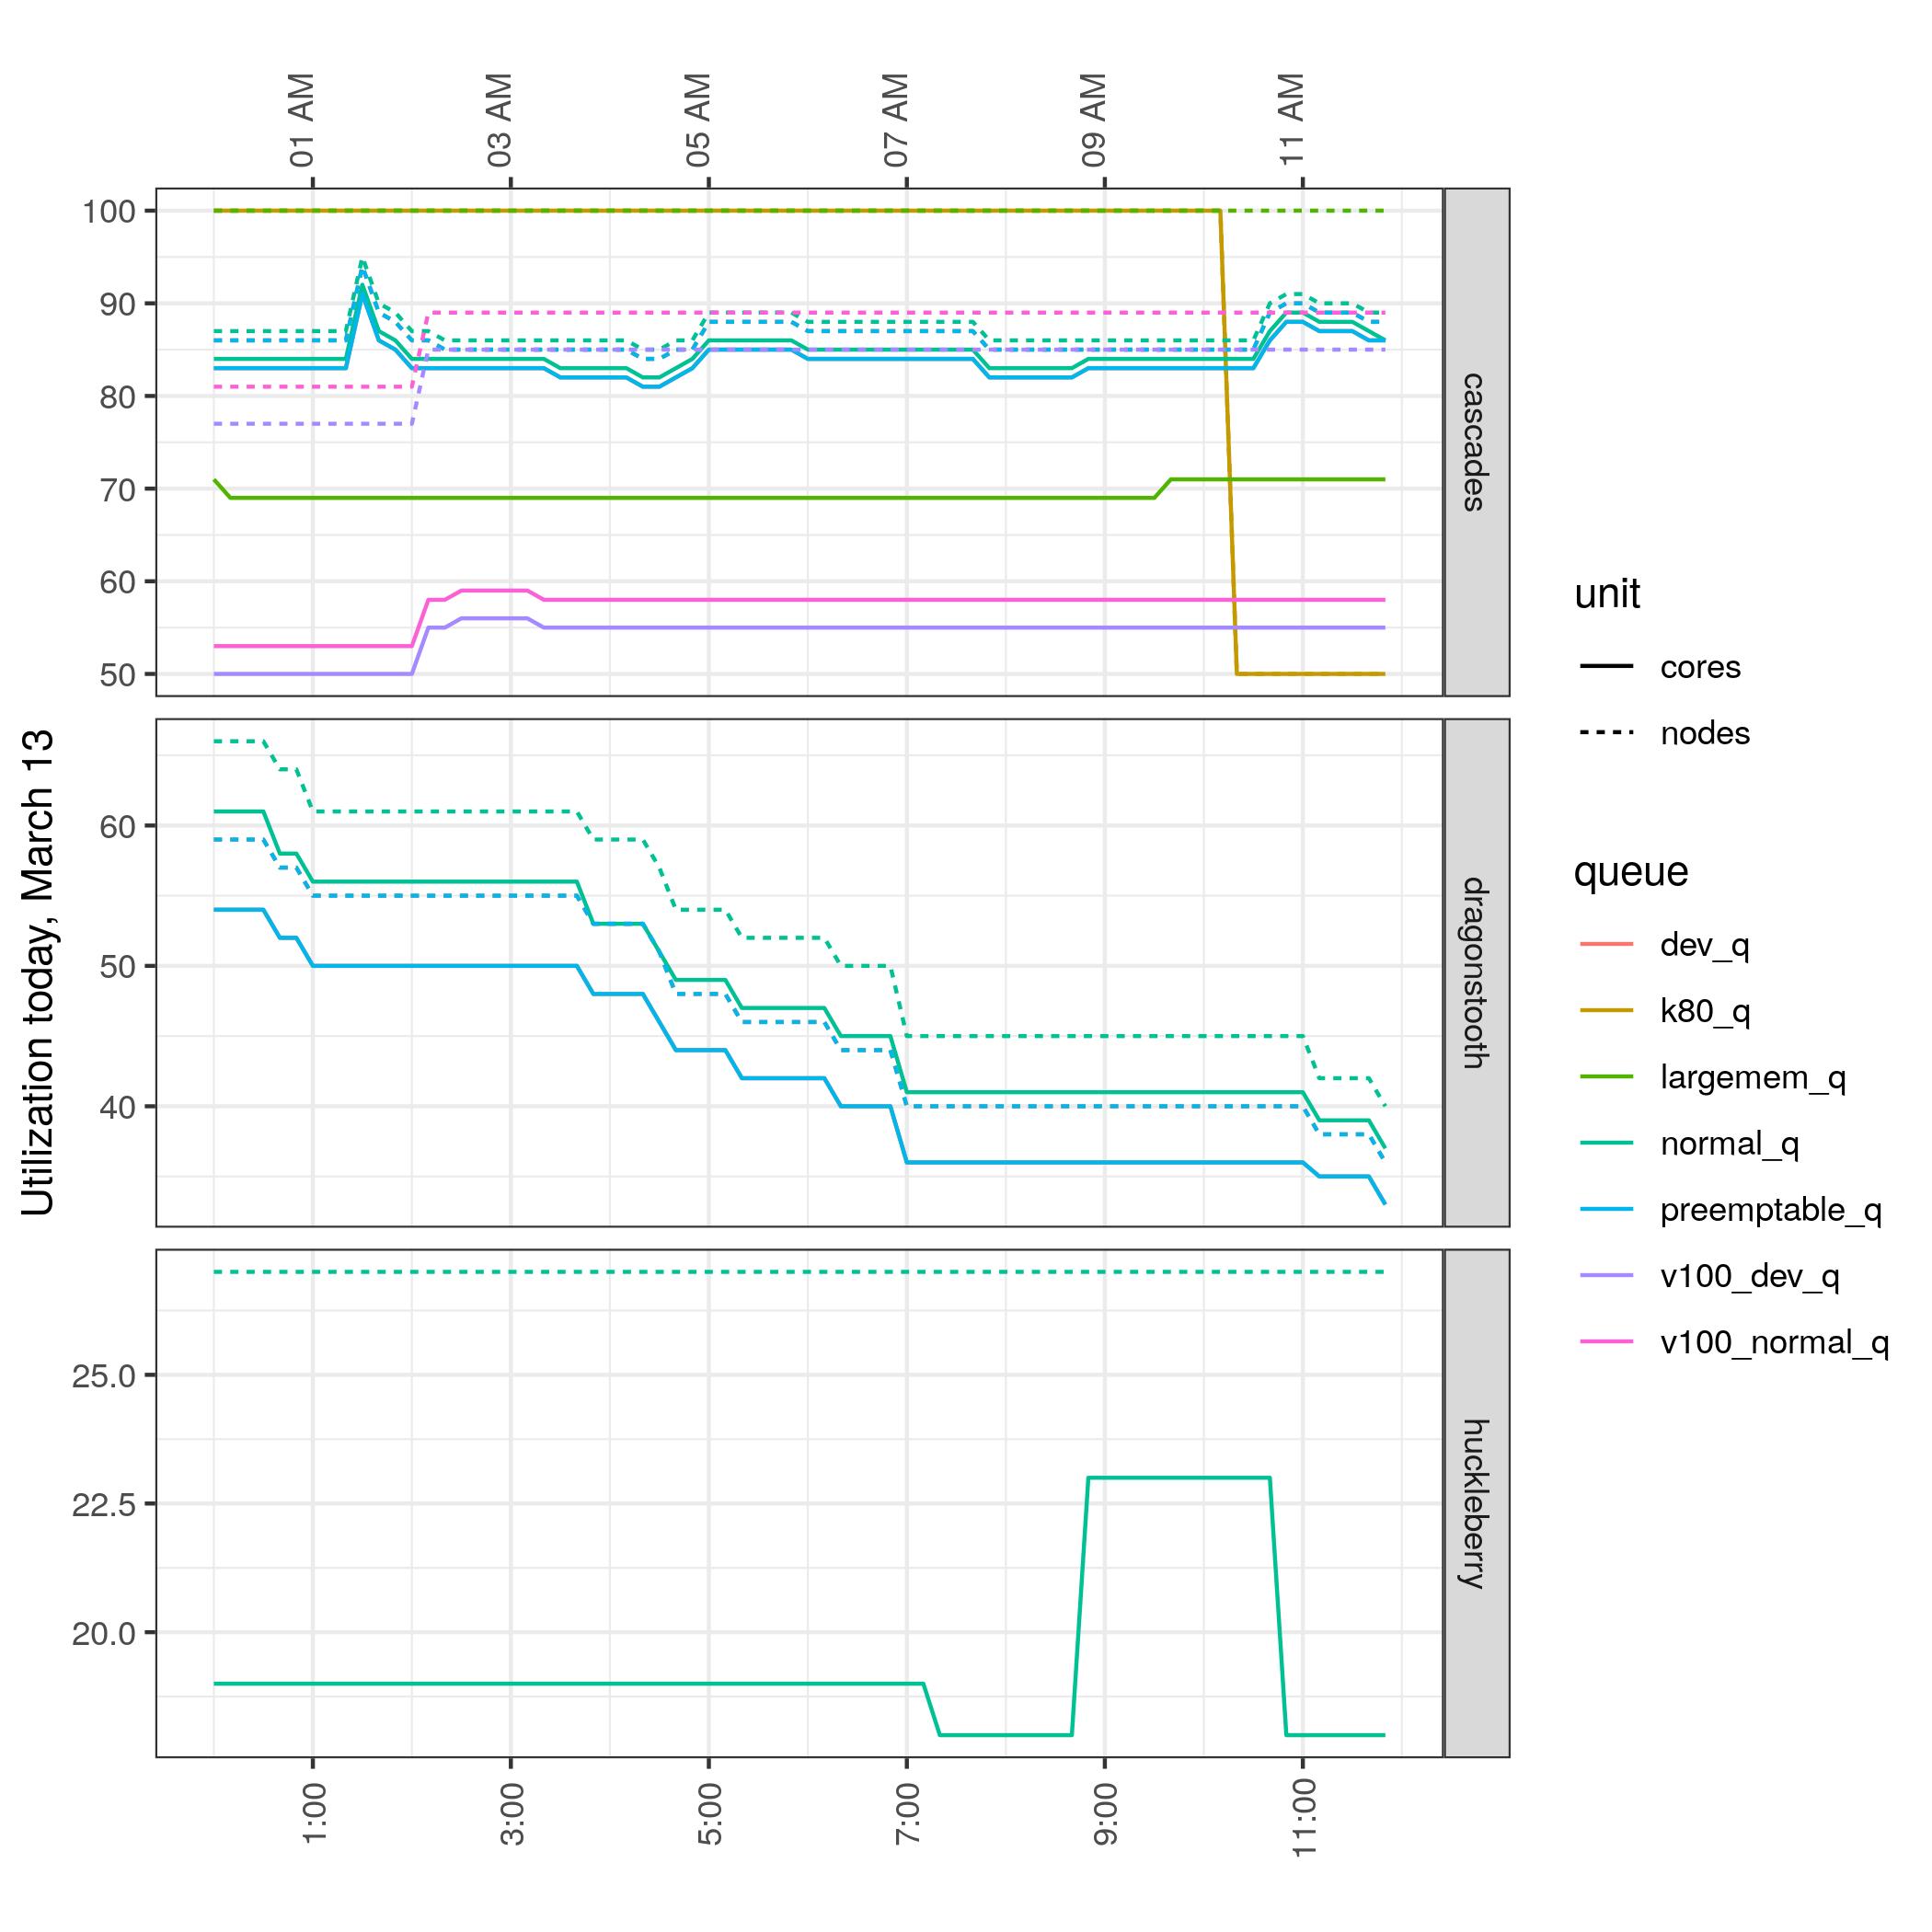 01 AM
03 AM
05 AM
07 AM
09 AM
11 AM
Utilization today, March 13
100
90
80
70
60
50
cascades
60
50
40
dragonstooth
25.0
22.5
20.0
huckleberry
1:00
3:00
5:00
7:00
9:00
11:00
unit
cores
nodes
queue
dev_q
k80_q
largemem_q
normal_q
preemptable_q
v100_dev_q
v100_normal_q